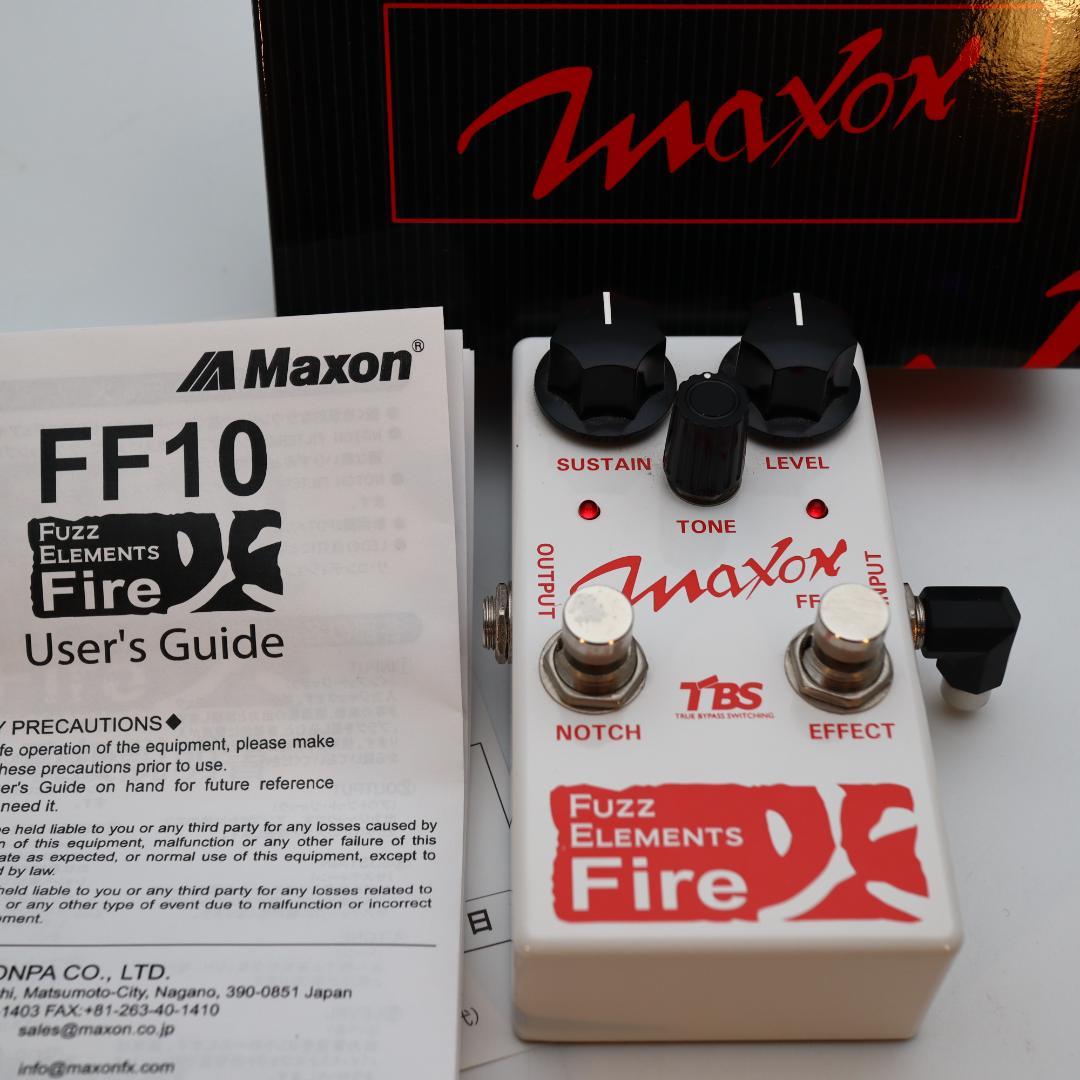 maxon
Maxon®
FF10
FUZZ
ELEMENTS
Fire
User's Guide
Y PRECAUTIONS◆
fe operation of the equipment, please make
hese precautions prior to use.
er's Guide on hand for future reference
need it.
e held liable to you or any third party for any losses caused by
n of this equipment, malfunction or any other failure of this
ate as expected, or normal use of this equipment, except to
d by law.
held liable to you or any third party for any losses related to
or any other type of event due to malfunction or incorrect
ement.
ONPA CO., LTD.
hi, Matsumoto-City, Nagano, 390-0851 Japan
-1403 FAX:+81-263-40-1410
sales@maxon.co.jp
info@maxonfx.com
日
SUSTAIN
LEVEL
TONE
OUTPUT
INPUT
maxon
FF
TBS
TRUE BYPASS SWITCHING
NOTCH
EFFECT
FUZZ
ELEMENTS
Fire